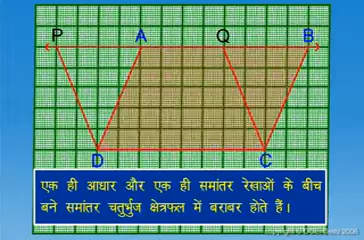 P A Q B
D C
एक ही आधार और एक ही समांतर रेखाओं के बीच
बने समांतर चतुर्भुज क्षेत्रफल में बराबर होते हैं।